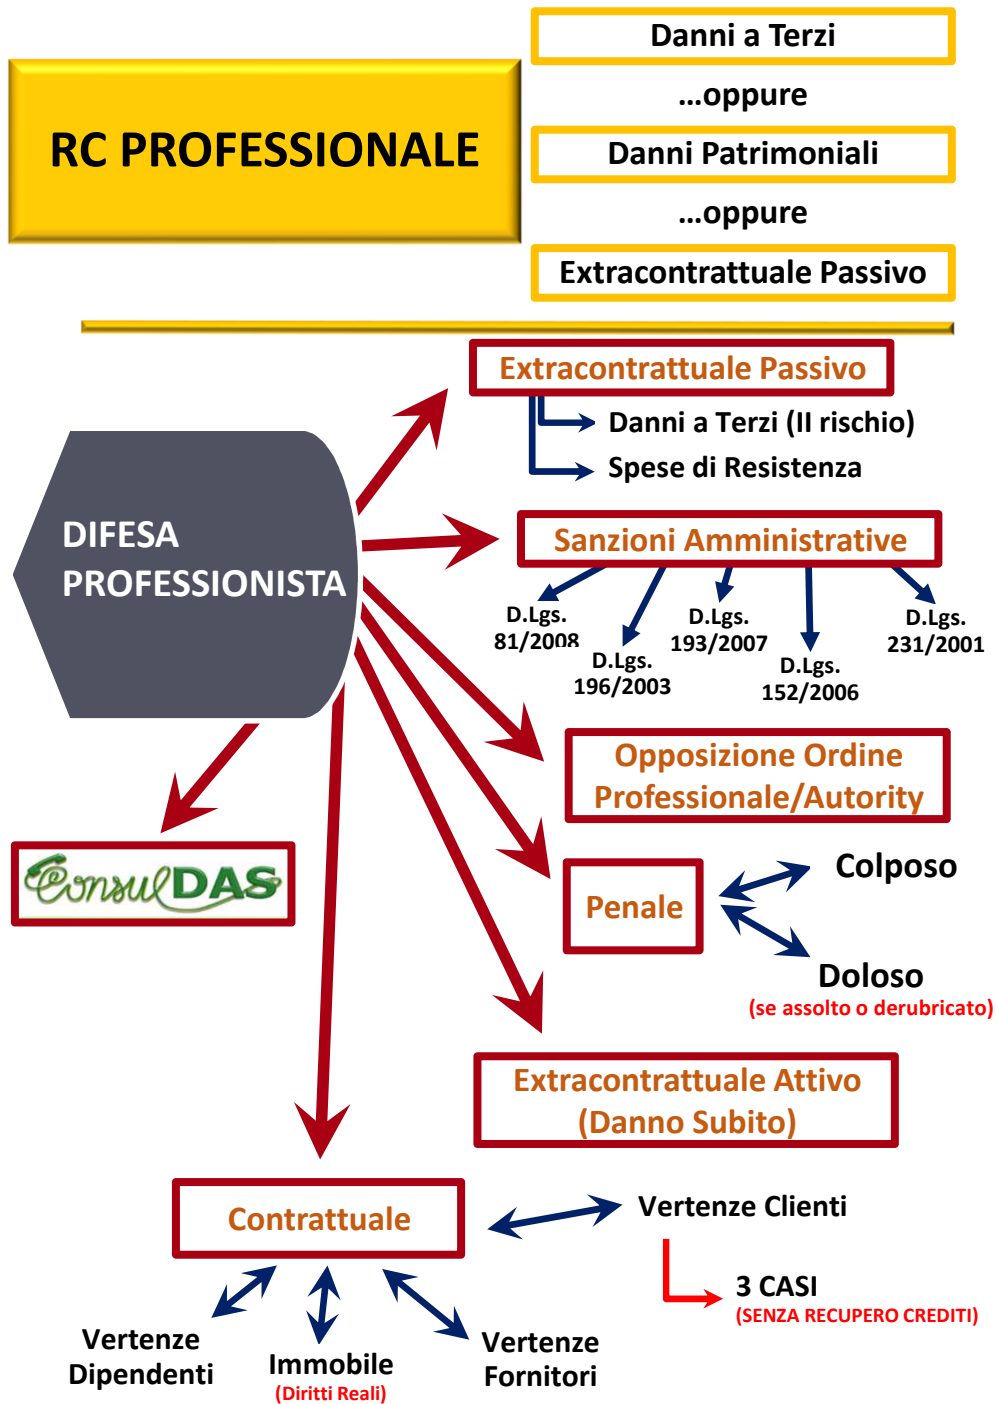 RC PROFESSIONALE
Danni a Terzi
...oppure
Danni Patrimoniali
...oppure
Extracontrattuale Passivo
Extracontrattuale Passivo
Danni a Terzi (II rischio)
Spese di Resistenza
DIFESA
PROFESSIONISTA
Sanzioni Amministrative
D.Lgs.
81/2008
D.Lgs.
196/2003
D.Lgs.
193/2007
D.Lgs.
152/2006
D.Lgs.
231/2001
Opposizione Ordine
Professionale/Autority
ConsulDAS
Penale
Colposo
Doloso
(se assolto o derubricato)
Extracontrattuale Attivo
(Danno Subito)
Contrattuale
Vertenze Clienti
3 CASI
(SENZA RECUPERO CREDITI)
Vertenze
Dipendenti
Immobile
(Diritti Reali)
Vertenze
Fornitori